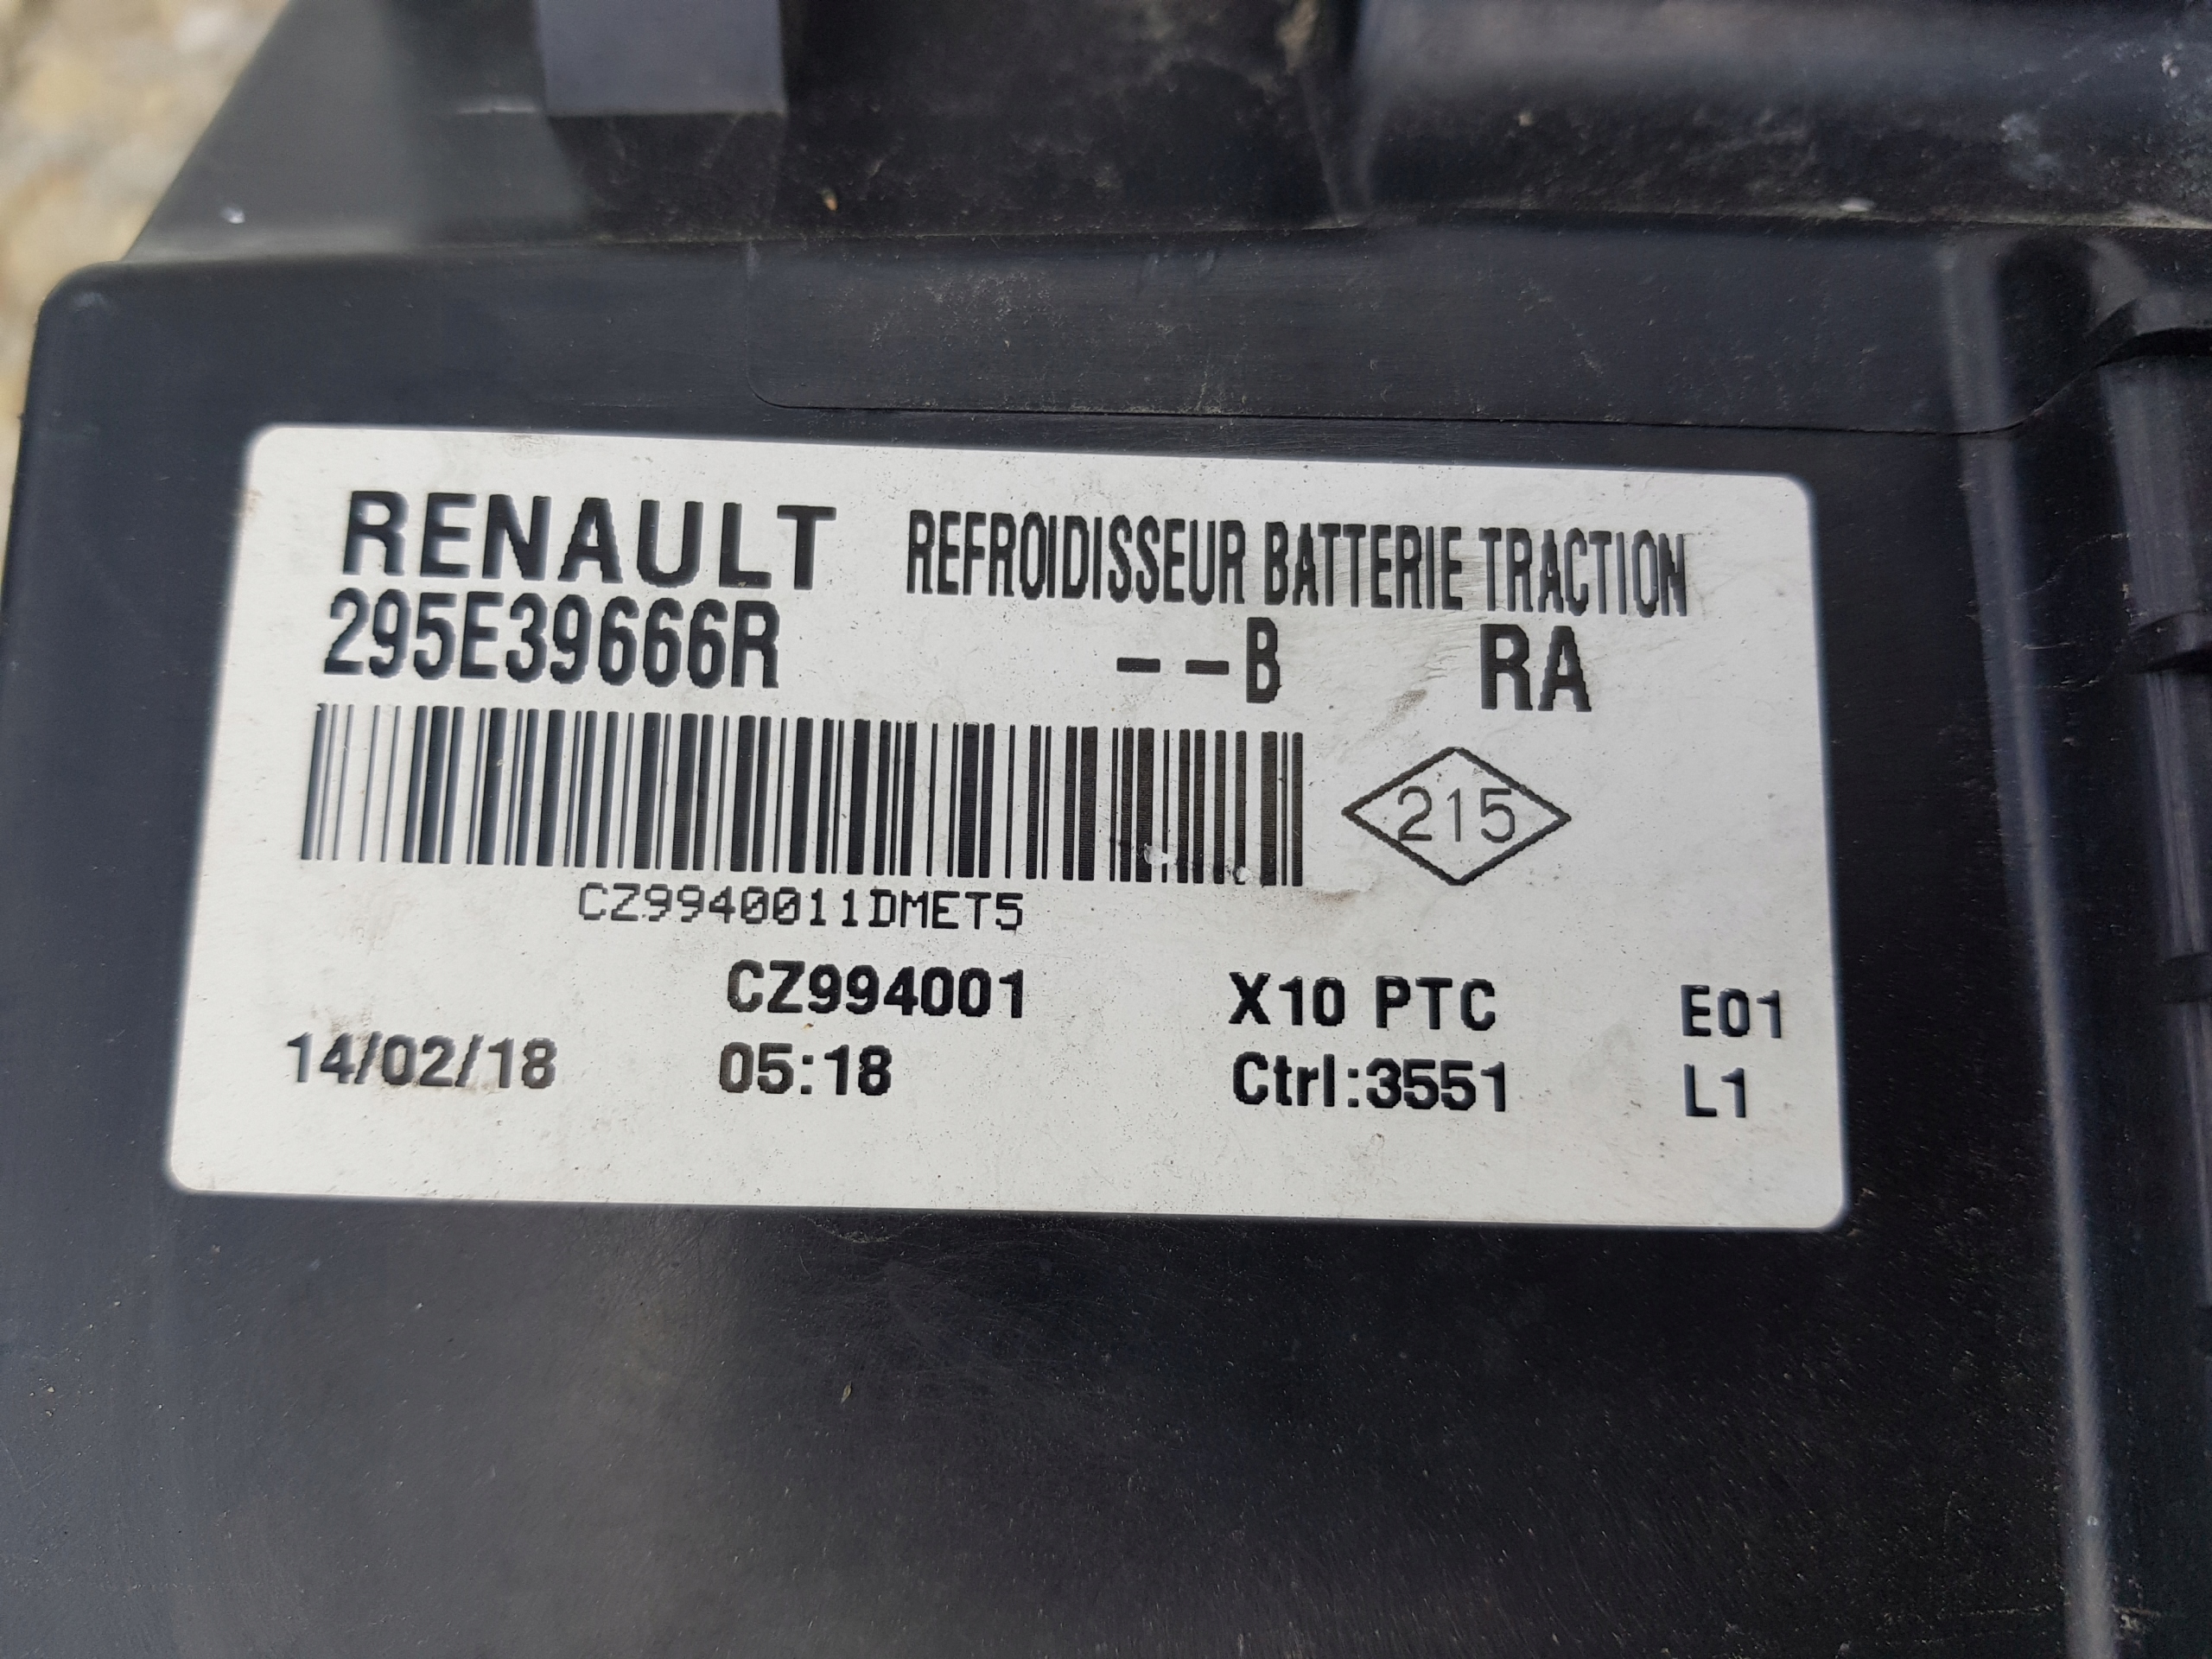 RENAULT REFROIDISSEUR BATTERIE TRACTION
295E39666R --B RA
215
CZ9940011DMET5
CZ994001 X10 PTC E01
14/02/18 05:18 Ctrl:3551 L1